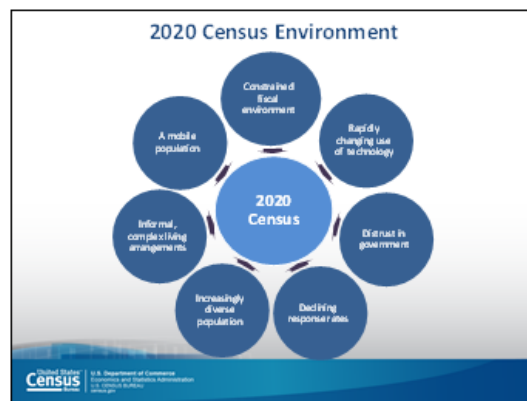 2020 Census Environment
Constrained
fiscal
environment
Rapidly
changing use
of technology
Distrust in
government
Declining
response rates
Increasingly
diverse
population
Informal,
complex living
arrangements
A mobile
population
2020
Census
United States
Census
Bureau
U.S. Department of Commerce
Economics and Statistics Administration
U.S. CENSUS BUREAU
census.gov